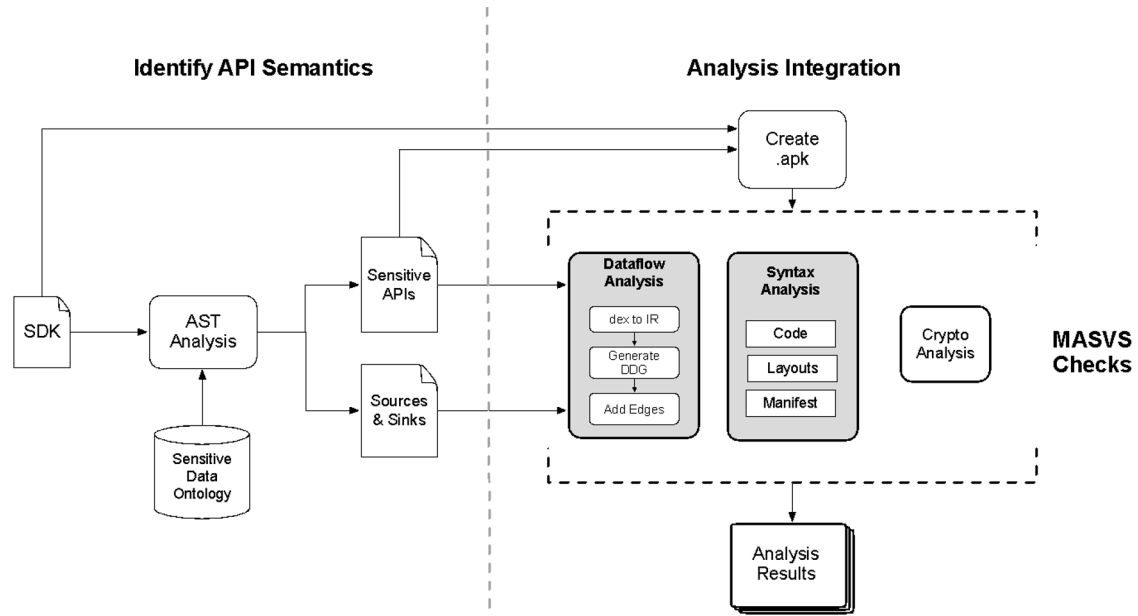 Identify API Semantics
Analysis Integration
Create
.apk
Sensitive
APIs
SDK
AST
Analysis
Sources
& Sinks
Sensitive
Data
Ontology
Dataflow
Analysis
dex to IR
Generate
DDG
Add Edges
Syntax
Analysis
Code
Layouts
Manifest
Crypto
Analysis
MASVS
Checks
Analysis
Results